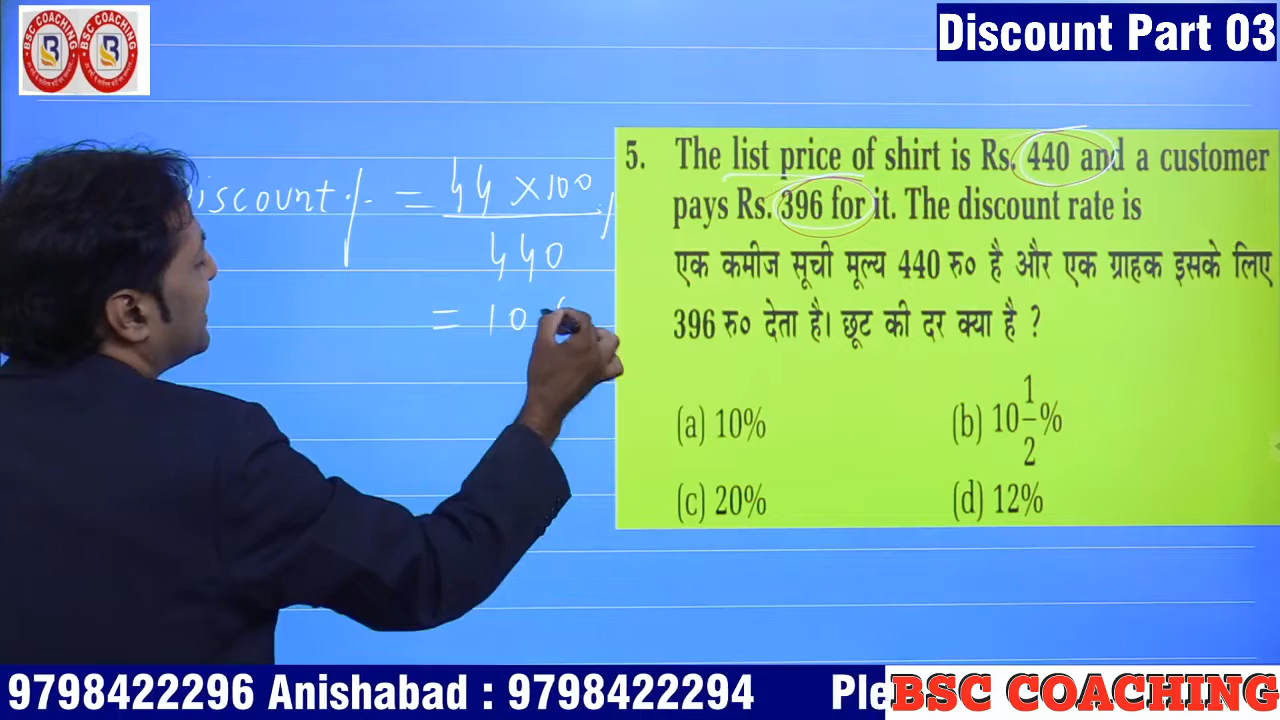 BSC COACHING BSC COACHING
Discount Part 03
5. The list price of shirt is Rs. 440 and a customer
pays Rs. 396 for it. The discount rate is
एक कमीज सूची मूल्य 440 रु० है और एक ग्राहक इसके लिए
396 रु० देता है। छूट की दर क्या है ?
(a) 10%
(b) 10 1/2 %
(c) 20%
(d) 12%
iscount % = 44 × 100 / 440 %
= 10
9798422296 Anishabad : 9798422294
Ple
BSC COACHING